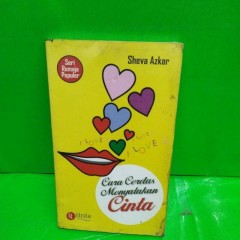 Sheva Azkar
Seri
Remaja
Populer
LOVE
Cara Cerdas
Menyatakan
Cinta